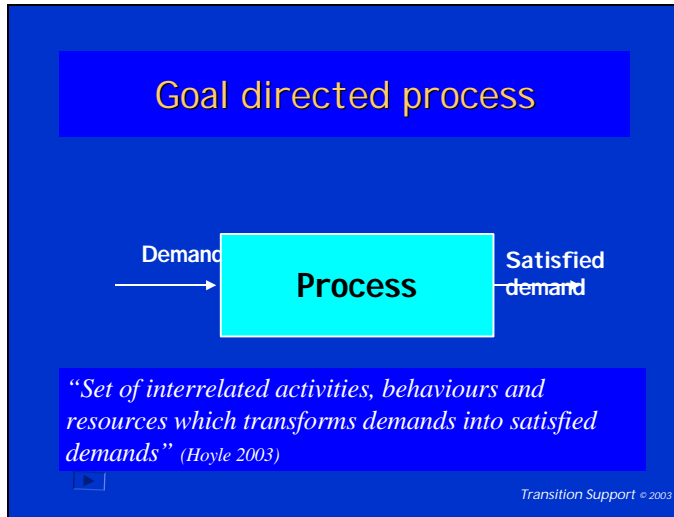 Goal directed process
Demand
Process
Satisfied
demand
“Set of interrelated activities, behaviours and
resources which transforms demands into satisfied
demands” (Hoyle 2003)
Transition Support © 2003